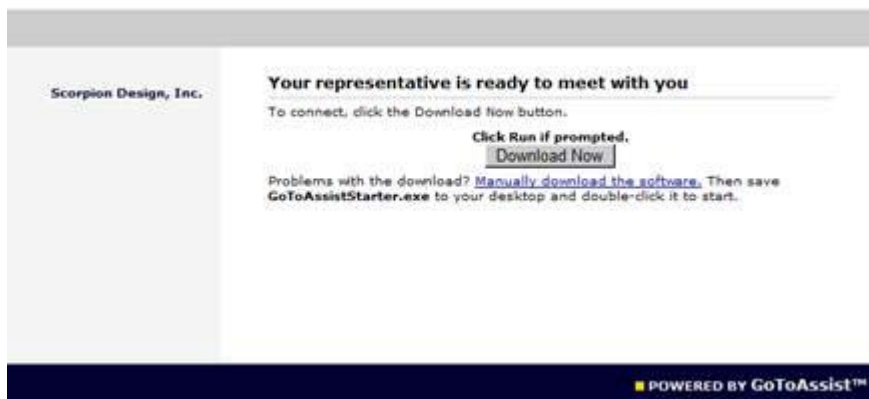 Scorpion Design, Inc.
Your representative is ready to meet with you
To connect, click the Download Now button.
Click Run if prompted.
Download Now
Problems with the download? Manually download the software. Then save
GoToAssistStarter.exe to your desktop and double-click it to start.
POWERED BY GoToAssist™